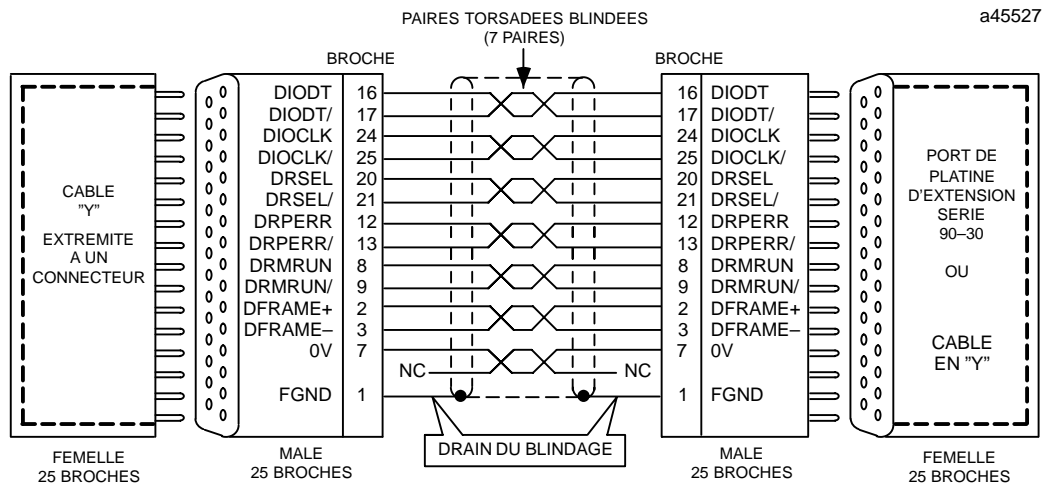 a45527
PAIRES TORSADEES BLINDEES
(7 PAIRES)
BROCHE
BROCHE
CABLE
"Y"
EXTREMITE
A UN
CONNECTEUR
DIODT 16
DIODT/ 17
DIOCLK 24
DIOCLK/ 25
DRSEL 20
DRSEL/ 21
DRPERR 12
DRPERR/ 13
DRMRUN 8
DRMRUN/ 9
DFRAME+ 2
DFRAME– 3
0V 7
NC
FGND 1
NC
16 DIODT
17 DIODT/
24 DIOCLK
25 DIOCLK/
20 DRSEL
21 DRSEL/
12 DRPERR
13 DRPERR/
8 DRMRUN
9 DRMRUN/
2 DFRAME+
3 DFRAME–
7 0V
1 FGND
PORT DE
PLATINE
D'EXTENSION
SERIE
90–30
OU
CABLE
EN "Y"
DRAIN DU BLINDAGE
FEMELLE
25 BROCHES
MALE
25 BROCHES
MALE
25 BROCHES
FEMELLE
25 BROCHES